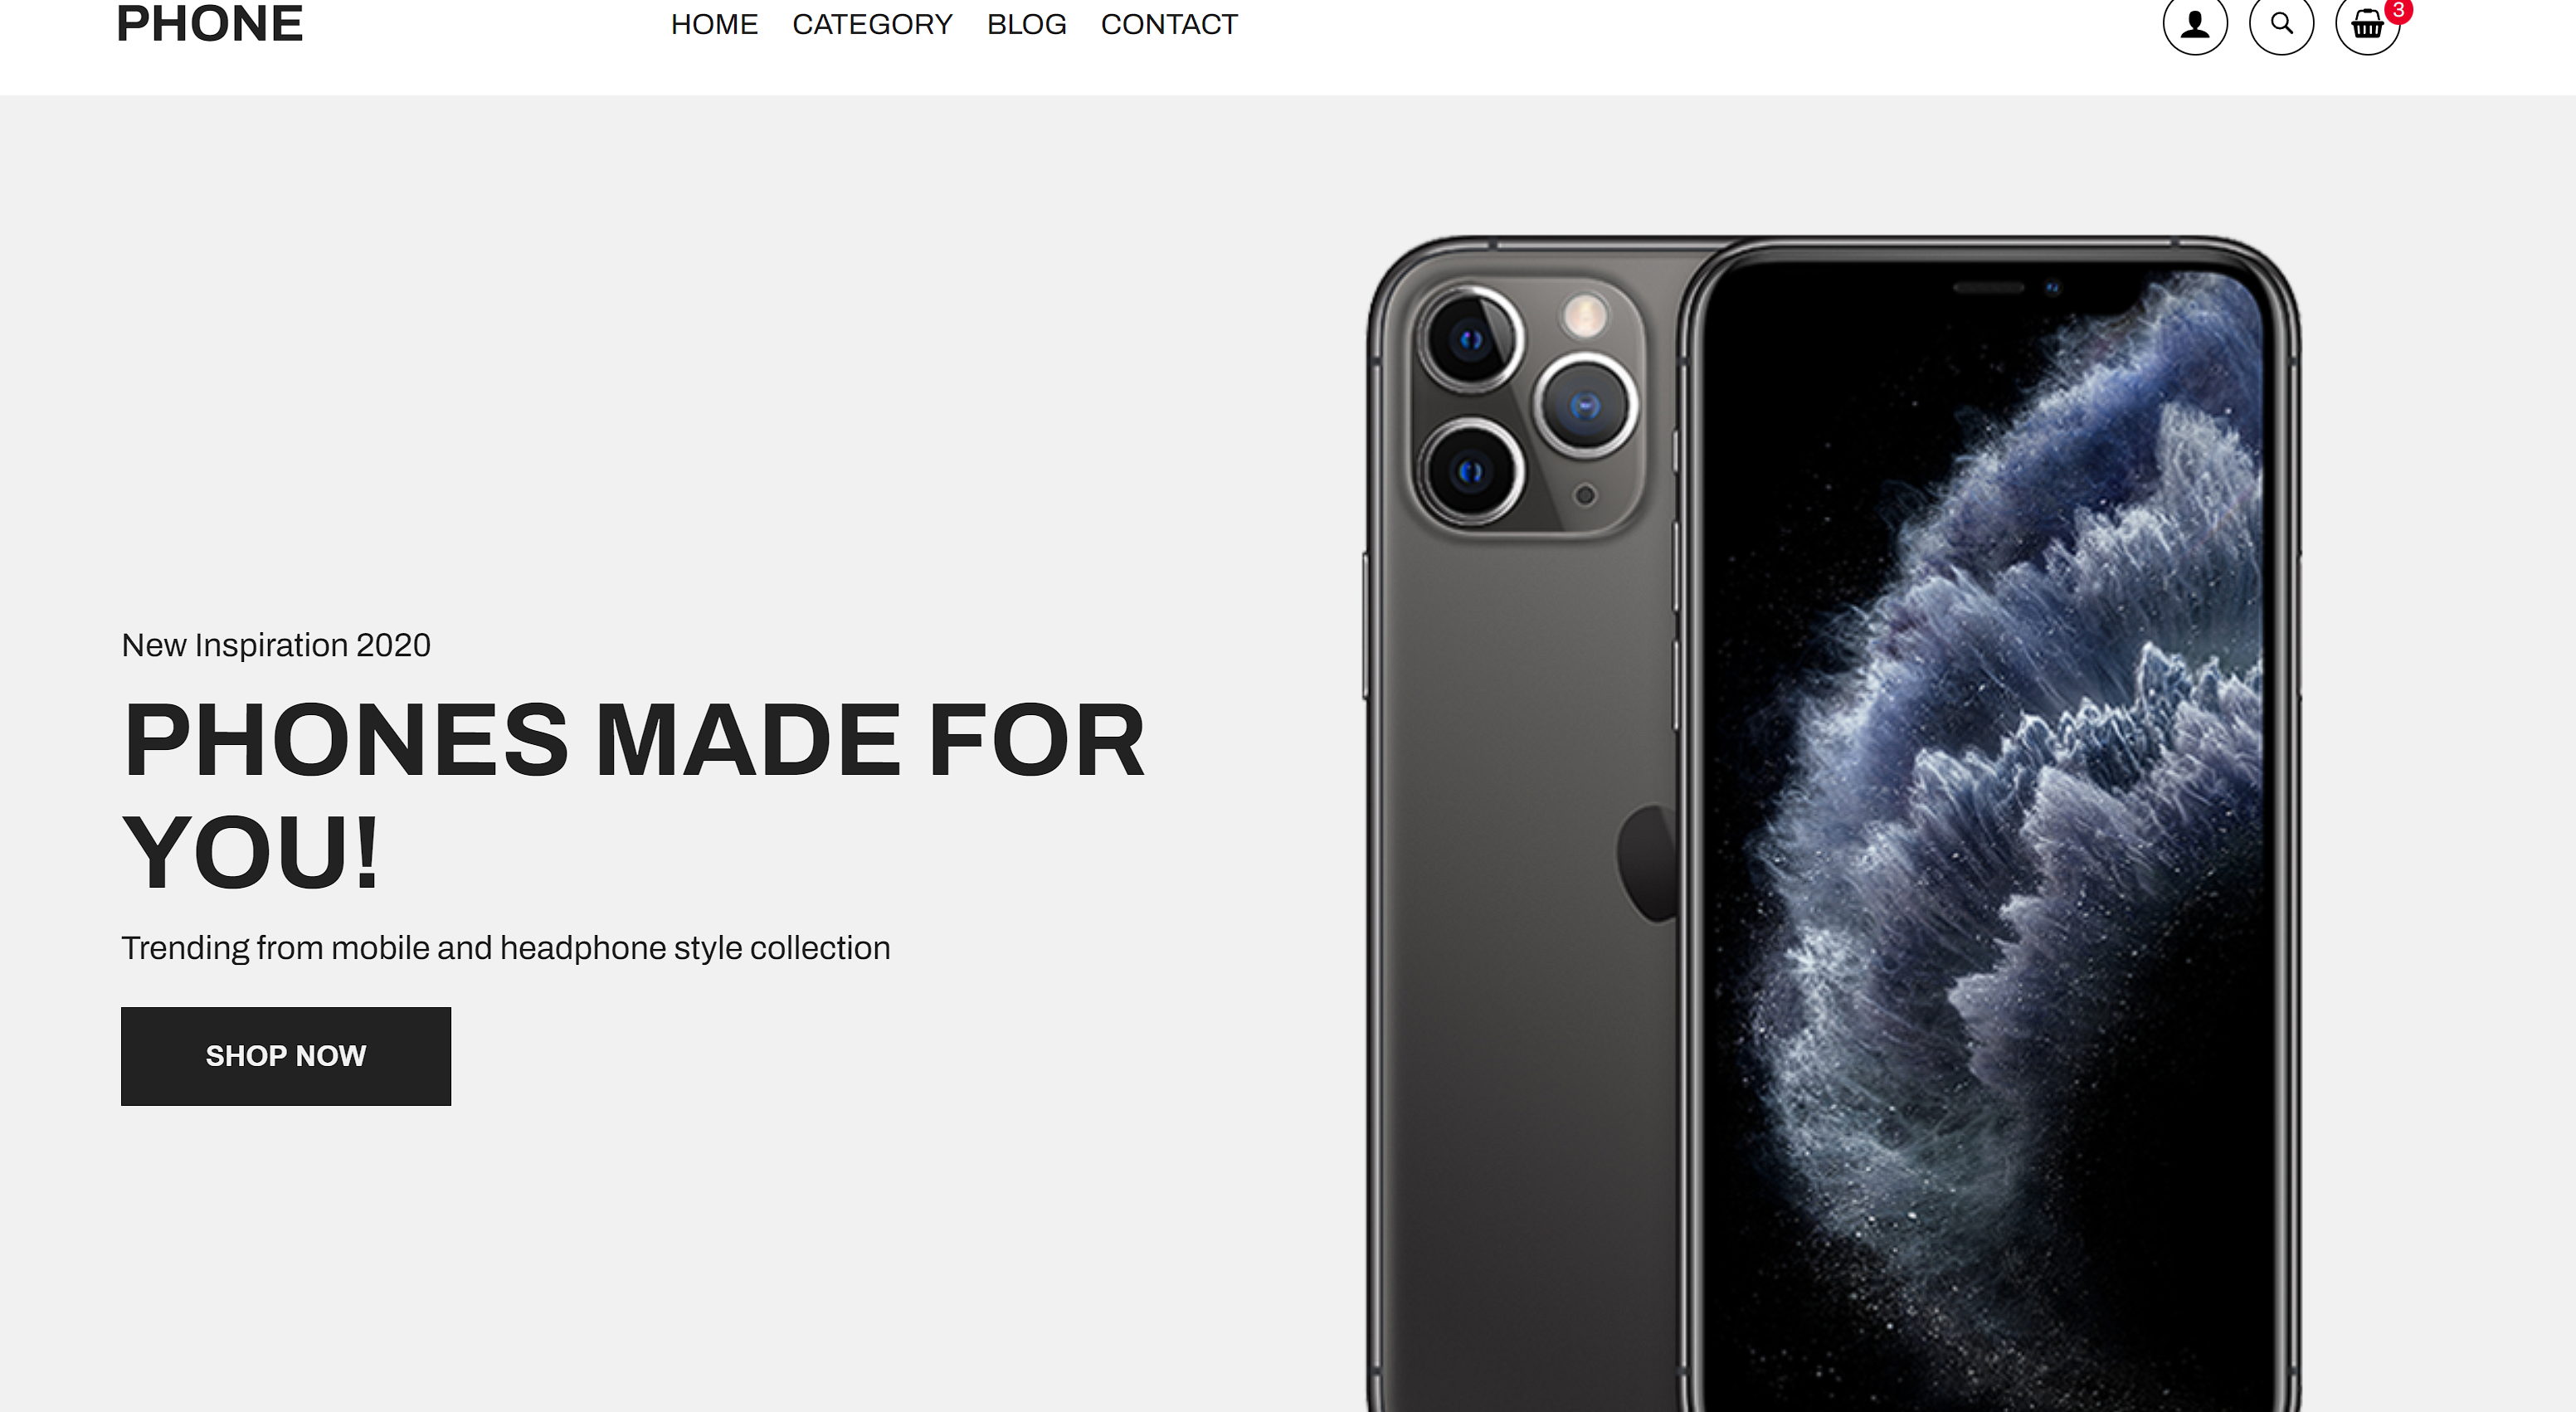 PHONE
HOME CATEGORY BLOG CONTACT
3
New Inspiration 2020
PHONES MADE FOR
YOU!
Trending from mobile and headphone style collection
SHOP NOW